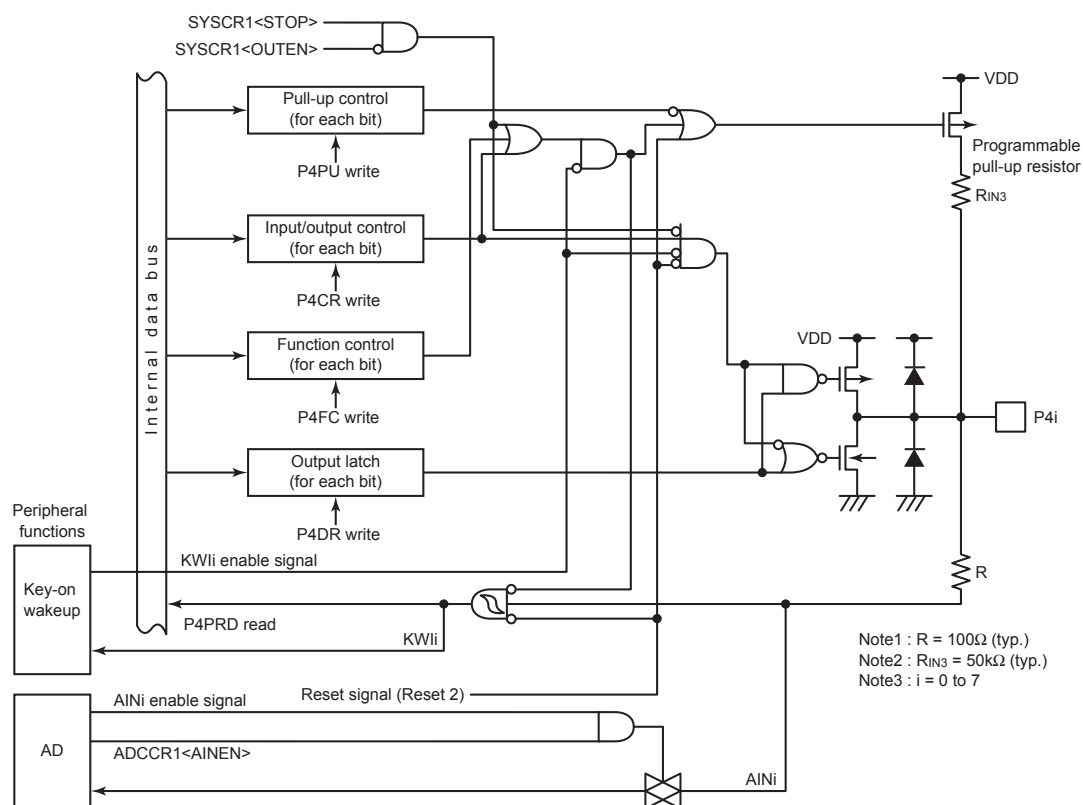 SYSCR1<STOP>
SYSCR1<OUTEN>
Internal data bus
Pull-up control
(for each bit)
P4PU write
Input/output control
(for each bit)
P4CR write
Function control
(for each bit)
P4FC write
Output latch
(for each bit)
P4DR write
VDD
Programmable
pull-up resistor
RIN3
VDD
P4i
R
Peripheral
functions
Key-on
wakeup
KWIi enable signal
P4PRD read
KWIi
Reset signal (Reset 2)
AD
AINi enable signal
ADCCR1<AINEN>
AINi
Note1 : R = 100Ω (typ.)
Note2 : RIN3 = 50kΩ (typ.)
Note3 : i = 0 to 7